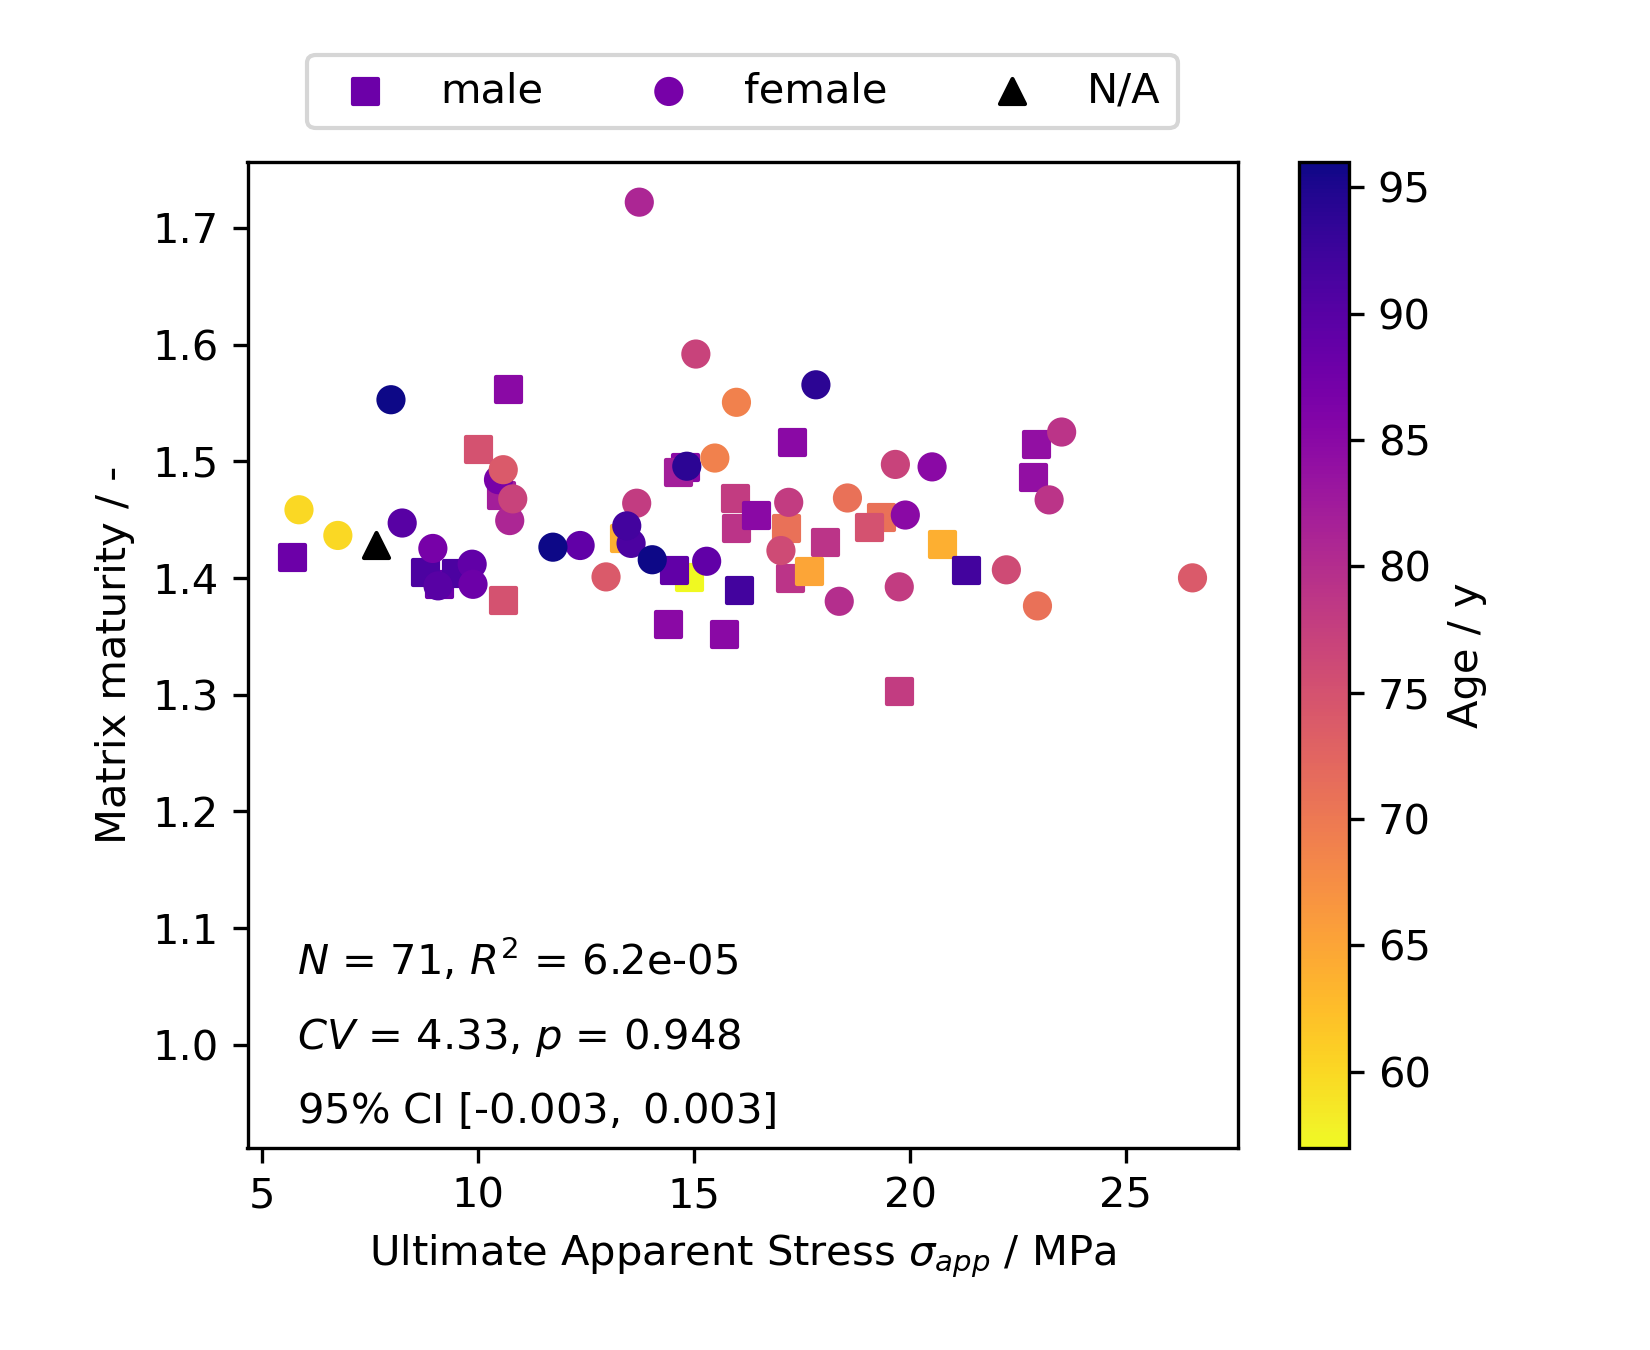 male female N/A
1.7
1.6
1.5
1.4
1.3
1.2
1.1
1.0
Matrix maturity / -
N = 71, R² = 6.2e-05
CV = 4.33, p = 0.948
95% CI [-0.003, 0.003]
5 10 15 20 25
Ultimate Apparent Stress σ_app / MPa
95
90
85
80
75
70
65
60
Age / y